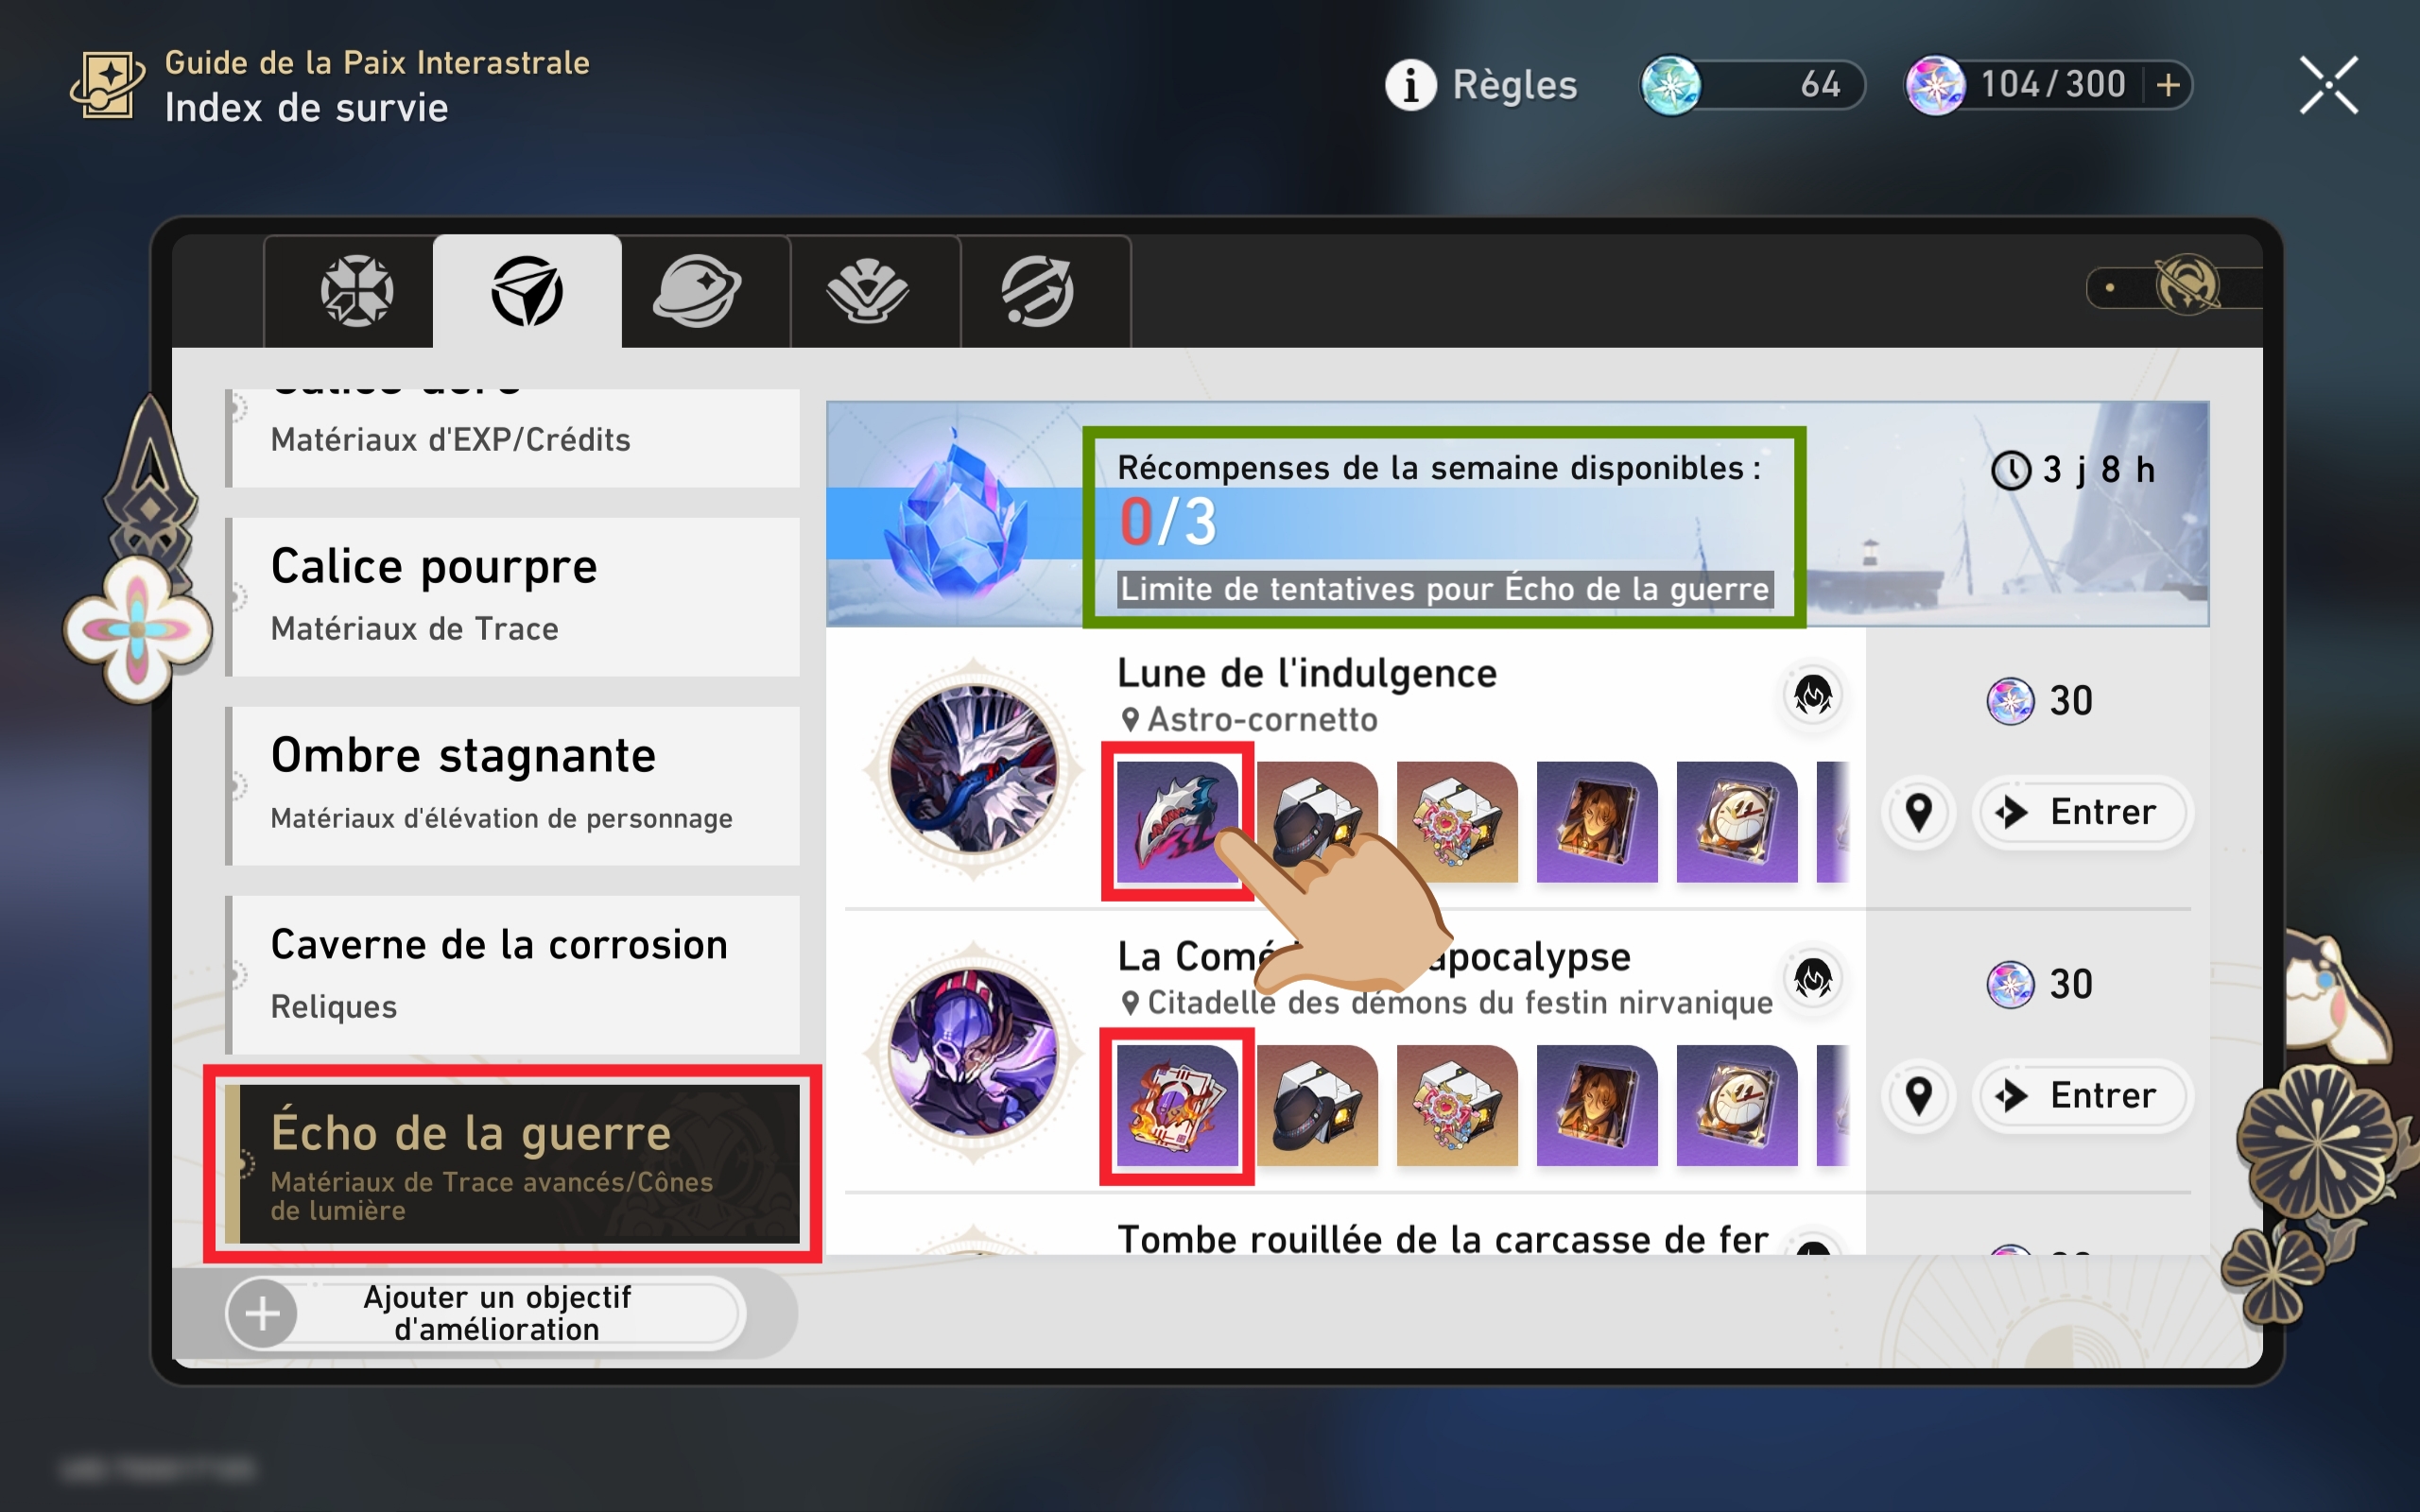 Guide de la Paix Interastrale
Index de survie
Règles
64
104/300
Matériaux d'EXP/Crédits
Calice pourpre
Matériaux de Trace
Ombre stagnante
Matériaux d'élévation de personnage
Caverne de la corrosion
Reliques
Écho de la guerre
Matériaux de Trace avancés/Cônes
de lumière
Ajouter un objectif
d'amélioration
Récompenses de la semaine disponibles :
0/3
Limite de tentatives pour Écho de la guerre
3 j 8 h
Lune de l'indulgence
Astro-cornetto
30
Entrer
La Comé apocalypse
Citadelle des démons du festin nirvanique
30
Entrer
Tombe rouillée de la carcasse de fer